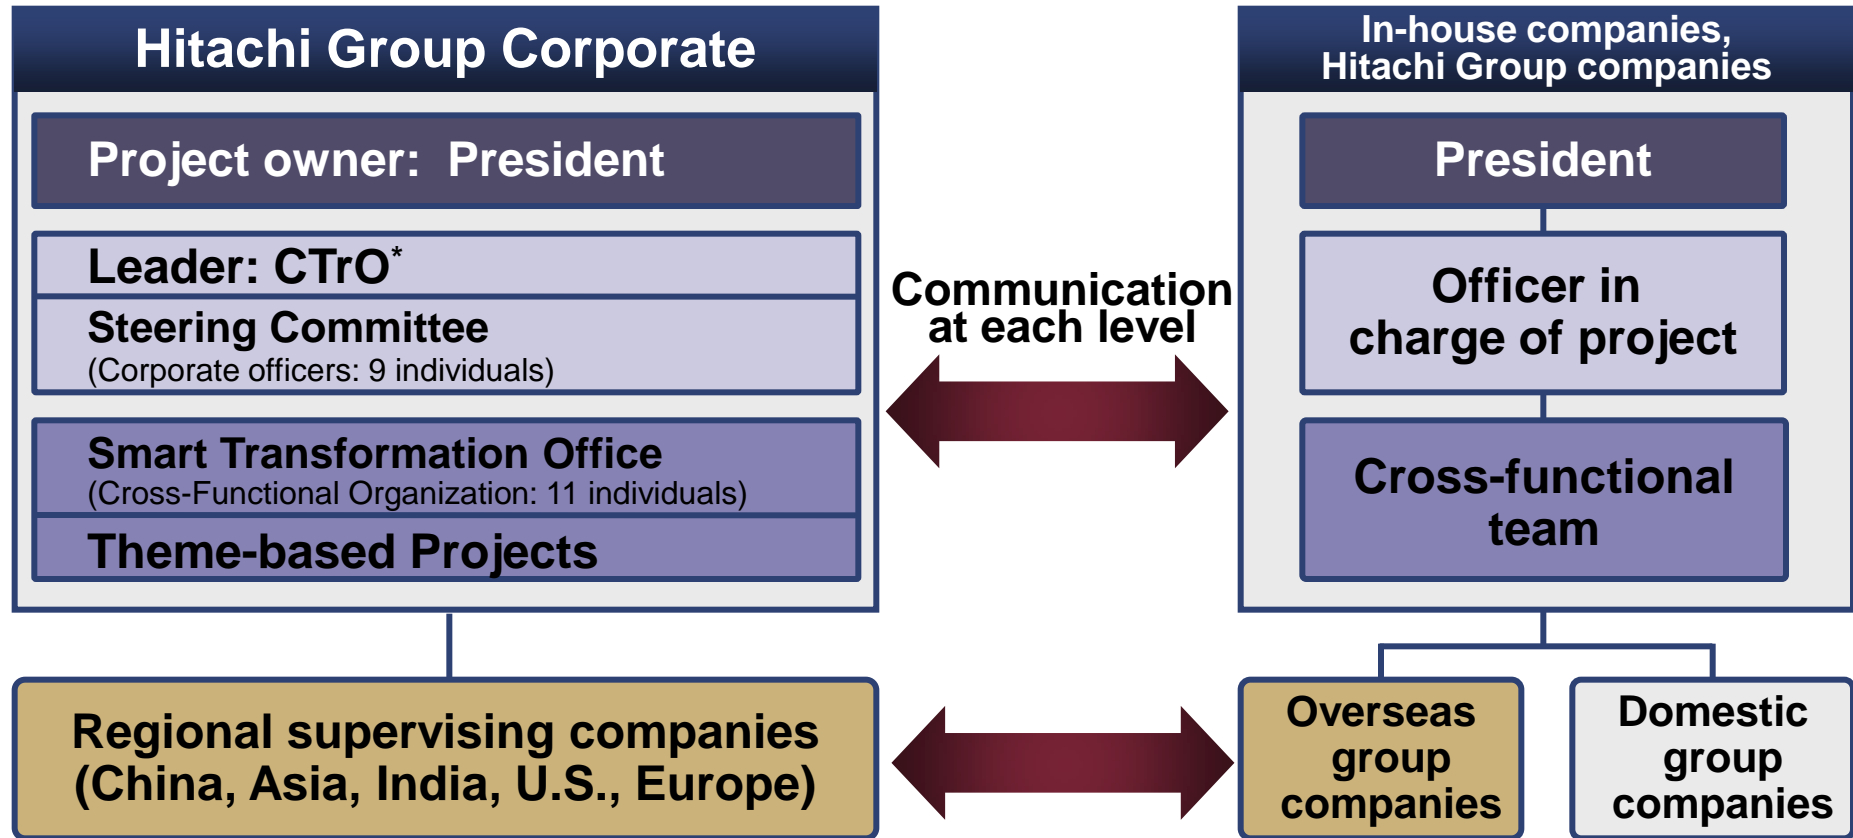 Hitachi Group Corporate
Project owner:  President
Leader: CTrO*
Steering Committee
(Corporate officers: 9 individuals)
Smart Transformation Office
(Cross-Functional Organization: 11 individuals)
Theme-based Projects
Regional supervising companies
(China, Asia, India, U.S., Europe)
Communication
at each level
In-house companies,
Hitachi Group companies
President
Officer in
charge of project
Cross-functional
team
Overseas
group
companies
Domestic
group
companies